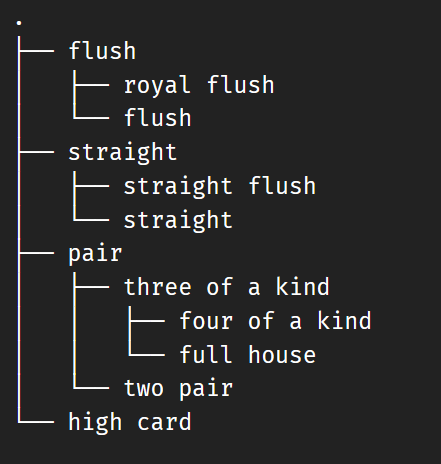 .
├── flush
│   ├── royal flush
│   └── flush
├── straight
│   ├── straight flush
│   └── straight
├── pair
│   ├── three of a kind
│   │   ├── four of a kind
│   │   └── full house
│   └── two pair
└── high card